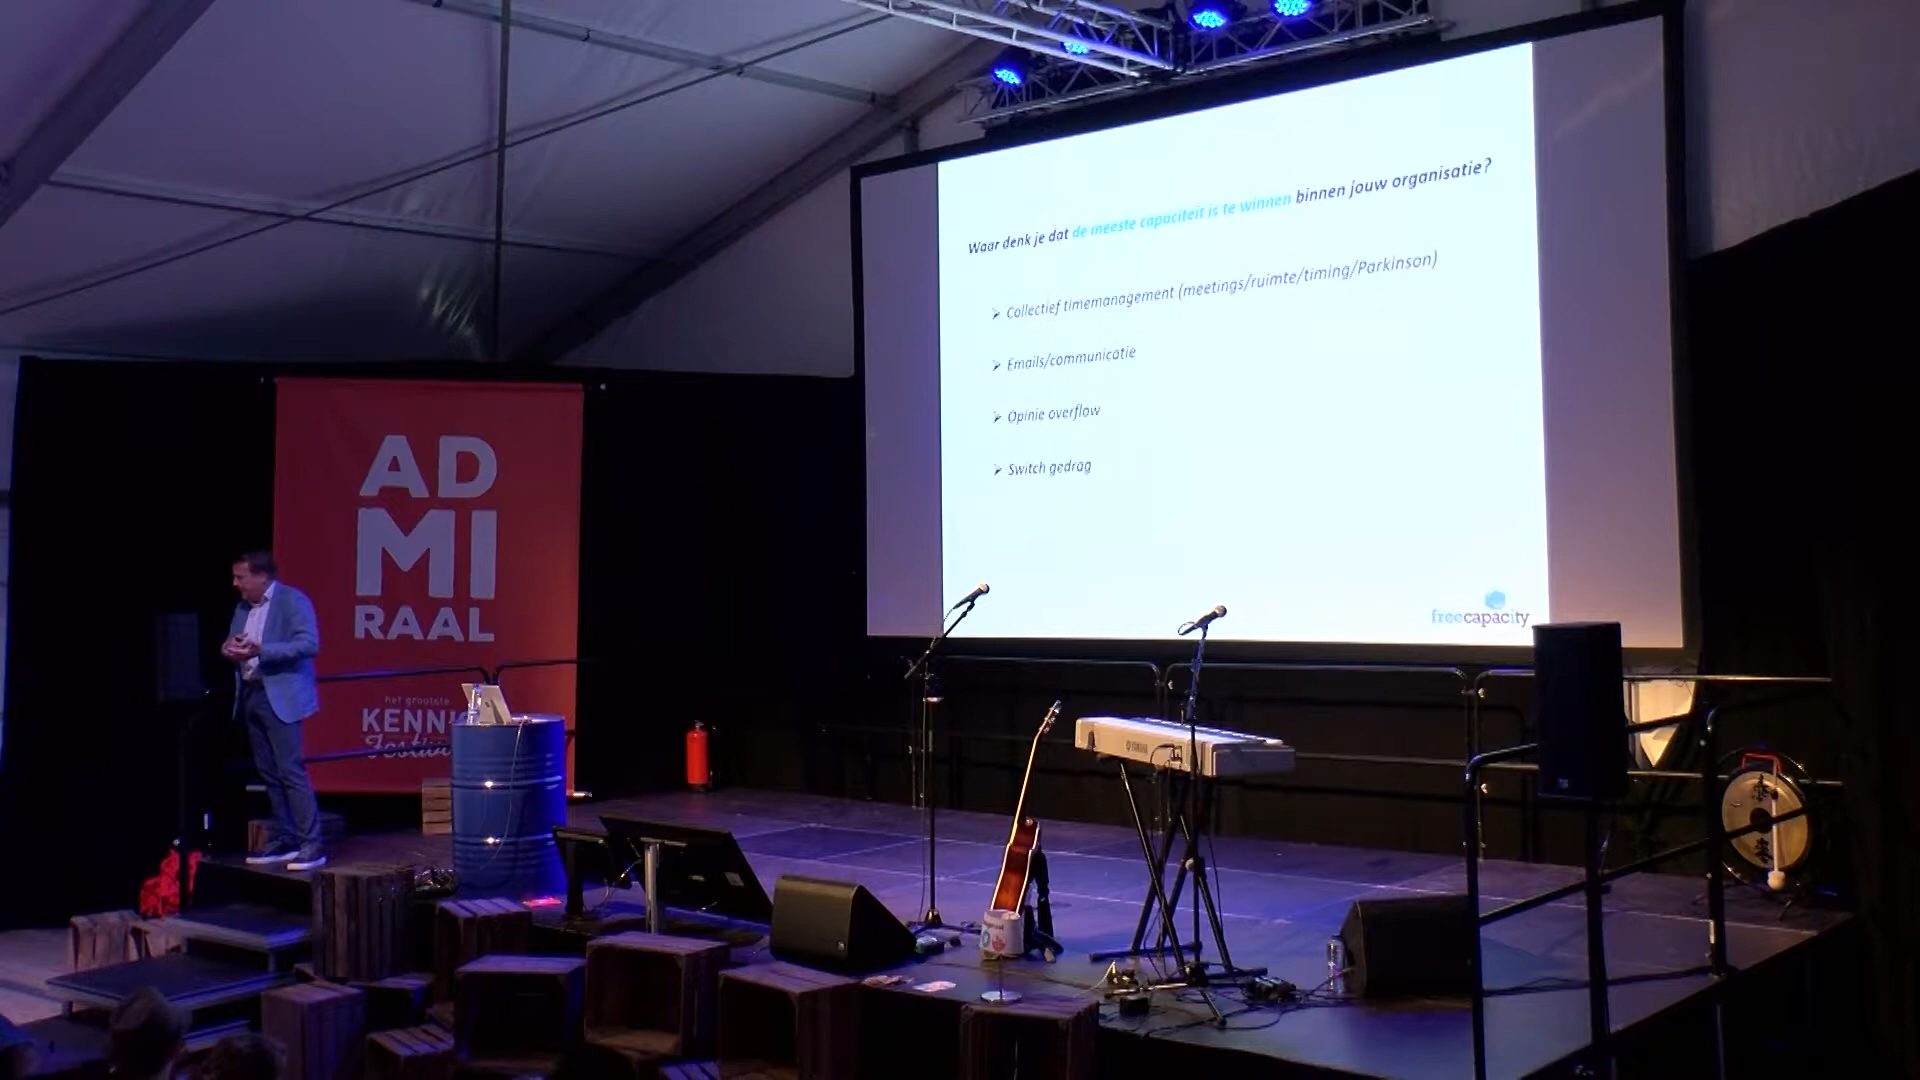 Waar denk je dat de meeste capaciteit is te winnen binnen jouw organisatie?
Collectief timemanagement (meetings/ruimte/timing/Parkinson)
Emails/communicatie
Opinie overflow
Switch gedrag
freecapacity
AD
MI
RAAL
het grootste
YAMAHA